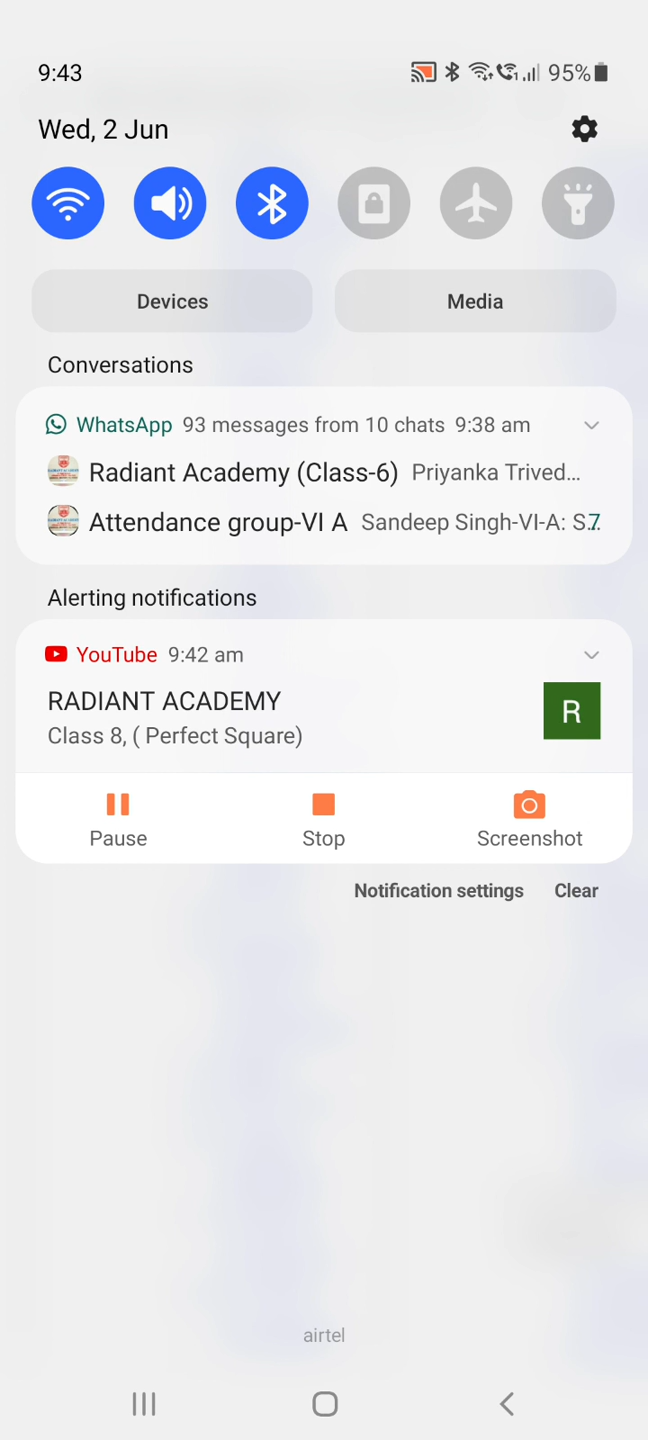 9:43 95%
Wed, 2 Jun
Devices Media
Conversations
WhatsApp 93 messages from 10 chats 9:38 am
Radiant Academy (Class-6) Priyanka Trived...
Attendance group-VI A Sandeep Singh-VI-A: S... 7
Alerting notifications
YouTube 9:42 am
RADIANT ACADEMY
R
Class 8, ( Perfect Square)
Pause Stop Screenshot
Notification settings Clear
airtel